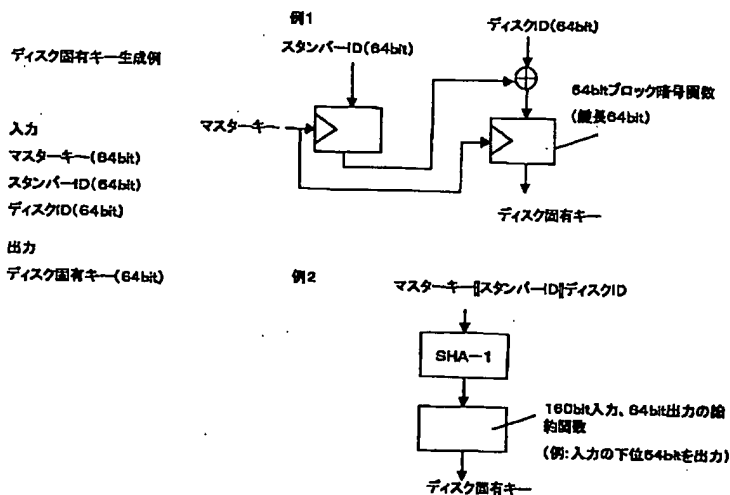 ディスク固有キー生成例
入力
マスターキー(64bit)
スタンパーID(64bit)
ディスクID(64bit)
出力
ディスク固有キー(64bit)
例1
スタンパーID(64bit)
ディスクID(64bit)
マスターキー
64bitブロック暗号関数
(鍵長64bit)
ディスク固有キー
例2
マスターキー||スタンパーID||ディスクID
SHA-1
160bit入力、64bit出力の縮
約関数
(例:入力の下位64bitを出力)
ディスク固有キー